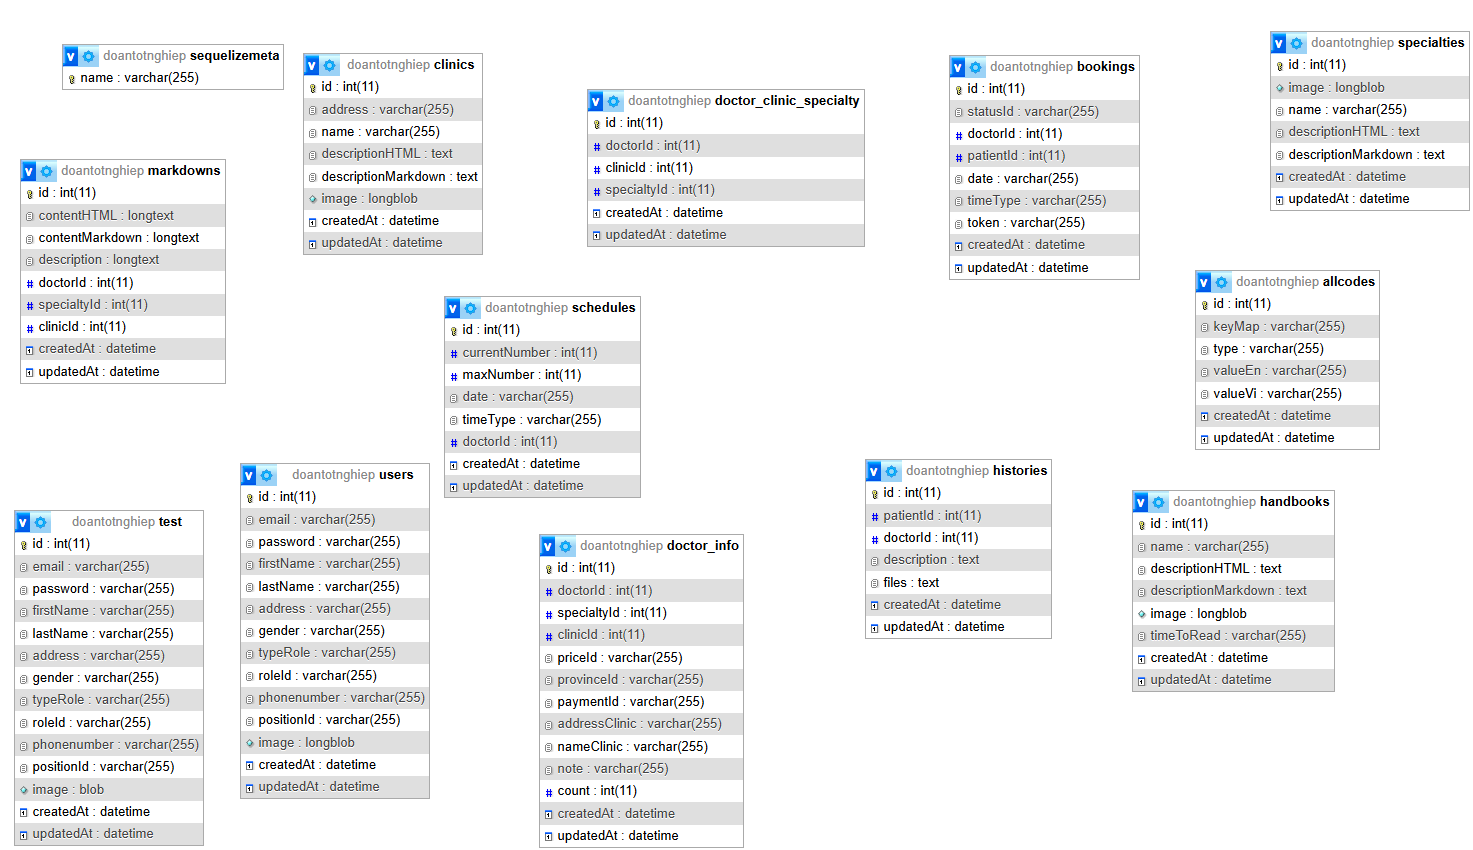 doantotnghiep sequelizemeta
name : varchar(255)
doantotnghiep clinics
id : int(11)
address : varchar(255)
name : varchar(255)
descriptionHTML : text
descriptionMarkdown : text
image : longblob
createdAt : datetime
updatedAt : datetime
doantotnghiep doctor_clinic_specialty
id : int(11)
doctorId : int(11)
clinicId : int(11)
specialtyId : int(11)
createdAt : datetime
updatedAt : datetime
doantotnghiep bookings
id : int(11)
statusId : varchar(255)
doctorId : int(11)
patientId : int(11)
date : varchar(255)
timeType : varchar(255)
token : varchar(255)
createdAt : datetime
updatedAt : datetime
doantotnghiep specialties
id : int(11)
image : longblob
name : varchar(255)
descriptionHTML : text
descriptionMarkdown : text
createdAt : datetime
updatedAt : datetime
doantotnghiep markdowns
id : int(11)
contentHTML : longtext
contentMarkdown : longtext
description : longtext
doctorId : int(11)
specialtyId : int(11)
clinicId : int(11)
createdAt : datetime
updatedAt : datetime
doantotnghiep schedules
id : int(11)
currentNumber : int(11)
maxNumber : int(11)
date : varchar(255)
timeType : varchar(255)
doctorId : int(11)
createdAt : datetime
updatedAt : datetime
doantotnghiep allcodes
id : int(11)
keyMap : varchar(255)
type : varchar(255)
valueEn : varchar(255)
valueVi : varchar(255)
createdAt : datetime
updatedAt : datetime
doantotnghiep test
id : int(11)
email : varchar(255)
password : varchar(255)
firstName : varchar(255)
lastName : varchar(255)
address : varchar(255)
gender : varchar(255)
typeRole : varchar(255)
roleId : varchar(255)
phonenumber : varchar(255)
positionId : varchar(255)
image : blob
createdAt : datetime
updatedAt : datetime
doantotnghiep users
id : int(11)
email : varchar(255)
password : varchar(255)
firstName : varchar(255)
lastName : varchar(255)
address : varchar(255)
gender : varchar(255)
typeRole : varchar(255)
roleId : varchar(255)
phonenumber : varchar(255)
positionId : varchar(255)
image : longblob
createdAt : datetime
updatedAt : datetime
doantotnghiep doctor_info
id : int(11)
doctorId : int(11)
specialtyId : int(11)
clinicId : int(11)
priceId : varchar(255)
provinceId : varchar(255)
paymentId : varchar(255)
addressClinic : varchar(255)
nameClinic : varchar(255)
note : varchar(255)
count : int(11)
createdAt : datetime
updatedAt : datetime
doantotnghiep histories
id : int(11)
patientId : int(11)
doctorId : int(11)
description : text
files : text
createdAt : datetime
updatedAt : datetime
doantotnghiep handbooks
id : int(11)
name : varchar(255)
descriptionHTML : text
descriptionMarkdown : text
image : longblob
timeToRead : varchar(255)
createdAt : datetime
updatedAt : datetime